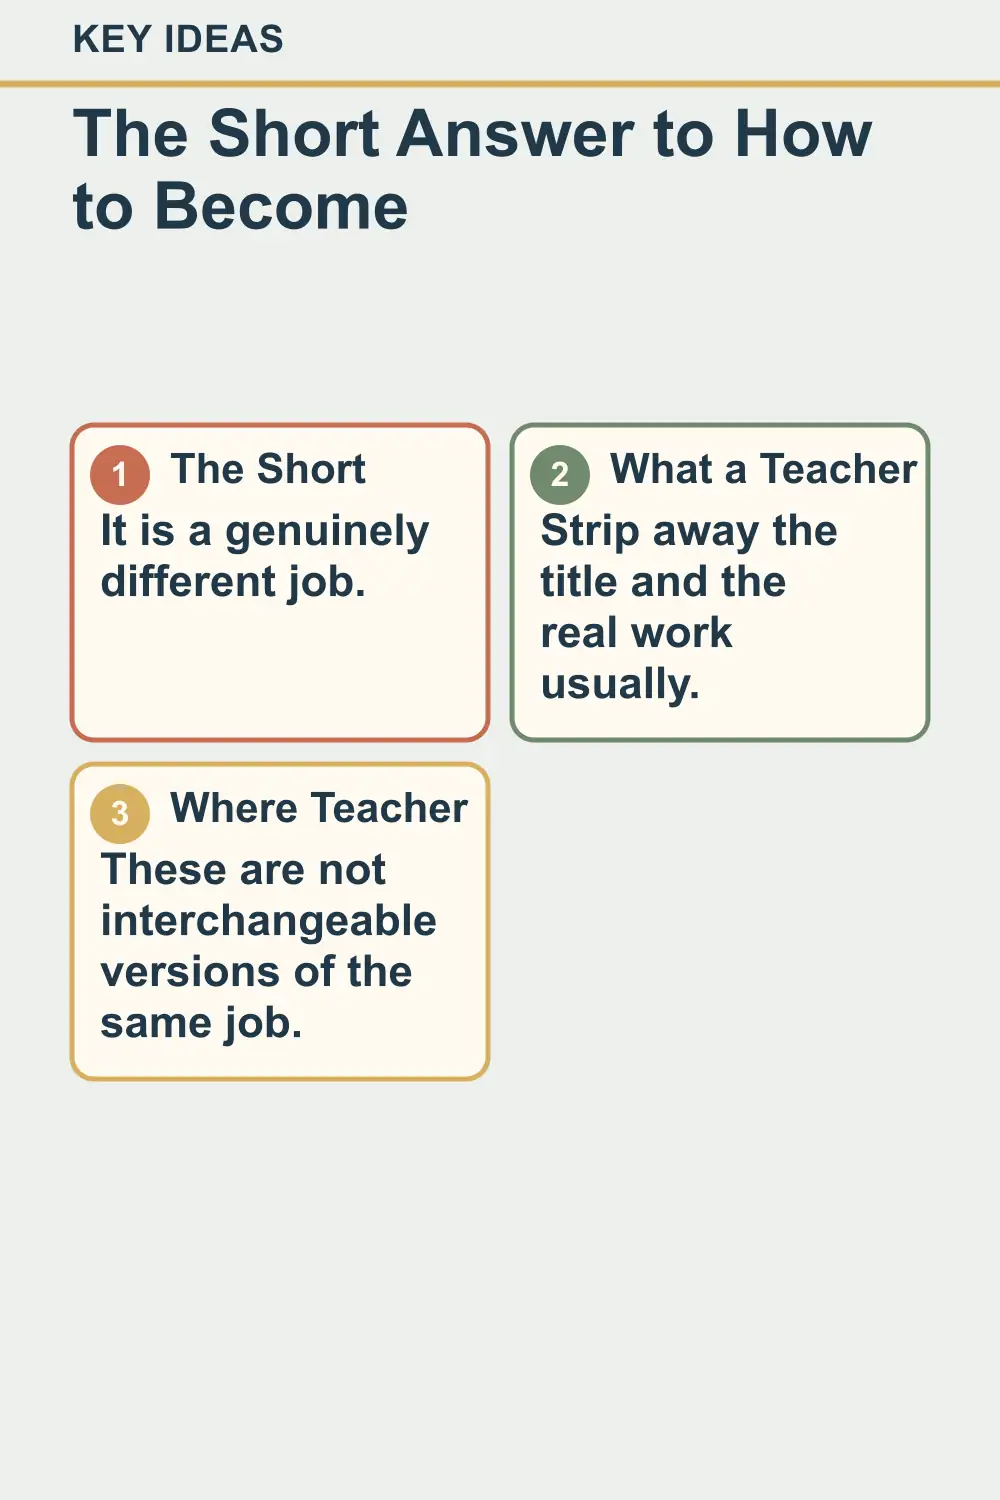 KEY IDEAS
The Short Answer to How
to Become
1 The Short
It is a genuinely
different job.
2 What a Teacher
Strip away the
title and the
real work
usually.
3 Where Teacher
These are not
interchangeable
versions of the
same job.